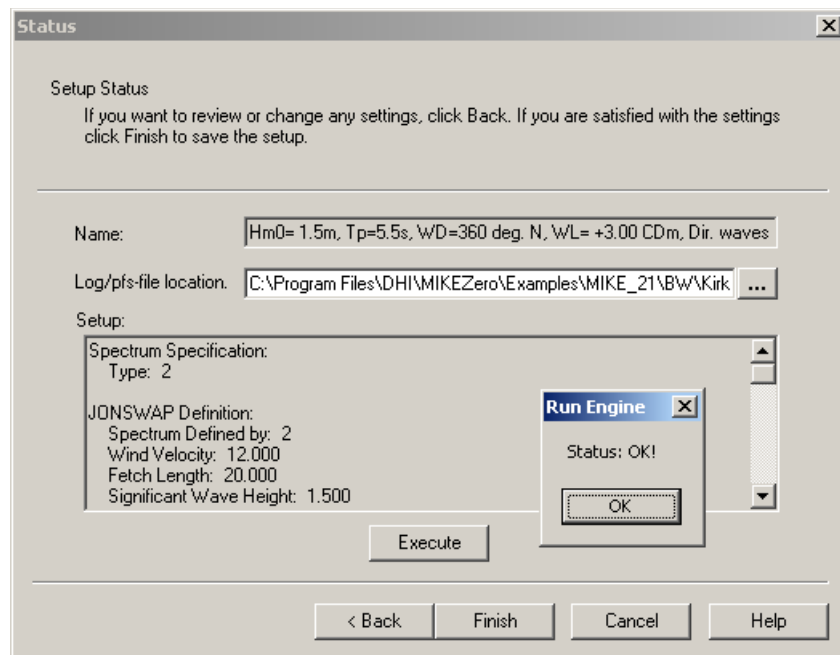 Status
Setup Status
If you want to review or change any settings, click Back. If you are satisfied with the settings
click Finish to save the setup.
Name:
Hm0= 1.5m, Tp=5.5s, WD=360 deg. N, WL= +3.00 CDm, Dir. waves
Log/pfs-file location.
C:\Program Files\DHI\MIKEZero\Examples\MIKE_21\BW\Kirk
...
Setup:
Spectrum Specification:
Type: 2
JONSWAP Definition:
Spectrum Defined by: 2
Wind Velocity: 12.000
Fetch Length: 20.000
Significant Wave Height: 1.500
Run Engine
Status: OK!
OK
Execute
< Back
Finish
Cancel
Help